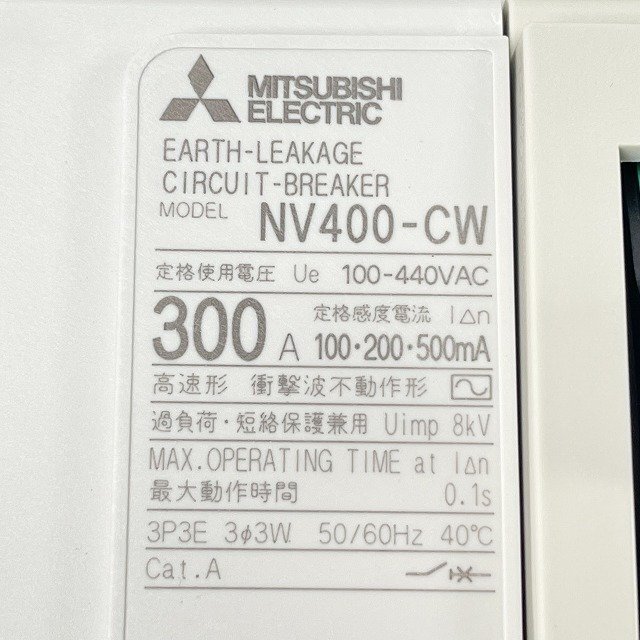 MITSUBISHI
ELECTRIC
EARTH-LEAKAGE
CIRCUIT-BREAKER
MODEL NV400-CW
定格使用電圧 Ue 100-440VAC
300 A 定格感度電流 I△n
100・200・500mA
高速形 衝撃波不動作形
過負荷・短絡保護兼用 Uimp 8kV
MAX.OPERATING TIME at I△n
最大動作時間 0.1s
3P3E 3φ3W 50/60Hz 40℃
Cat.A